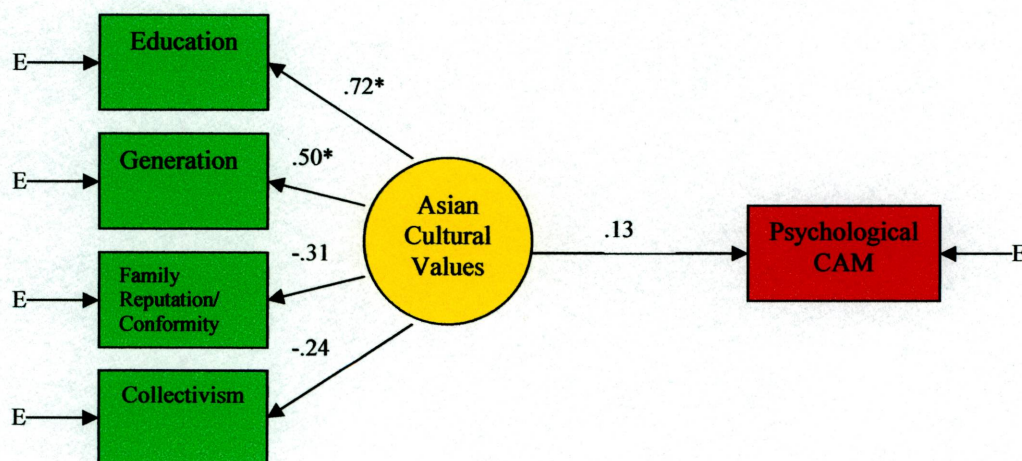 Education
E
.72*
Generation
E
.50*
Asian
Cultural
Values
.13
Psychological
CAM
E
Family
Reputation/
Conformity
E
-.31
-.24
Collectivism
E